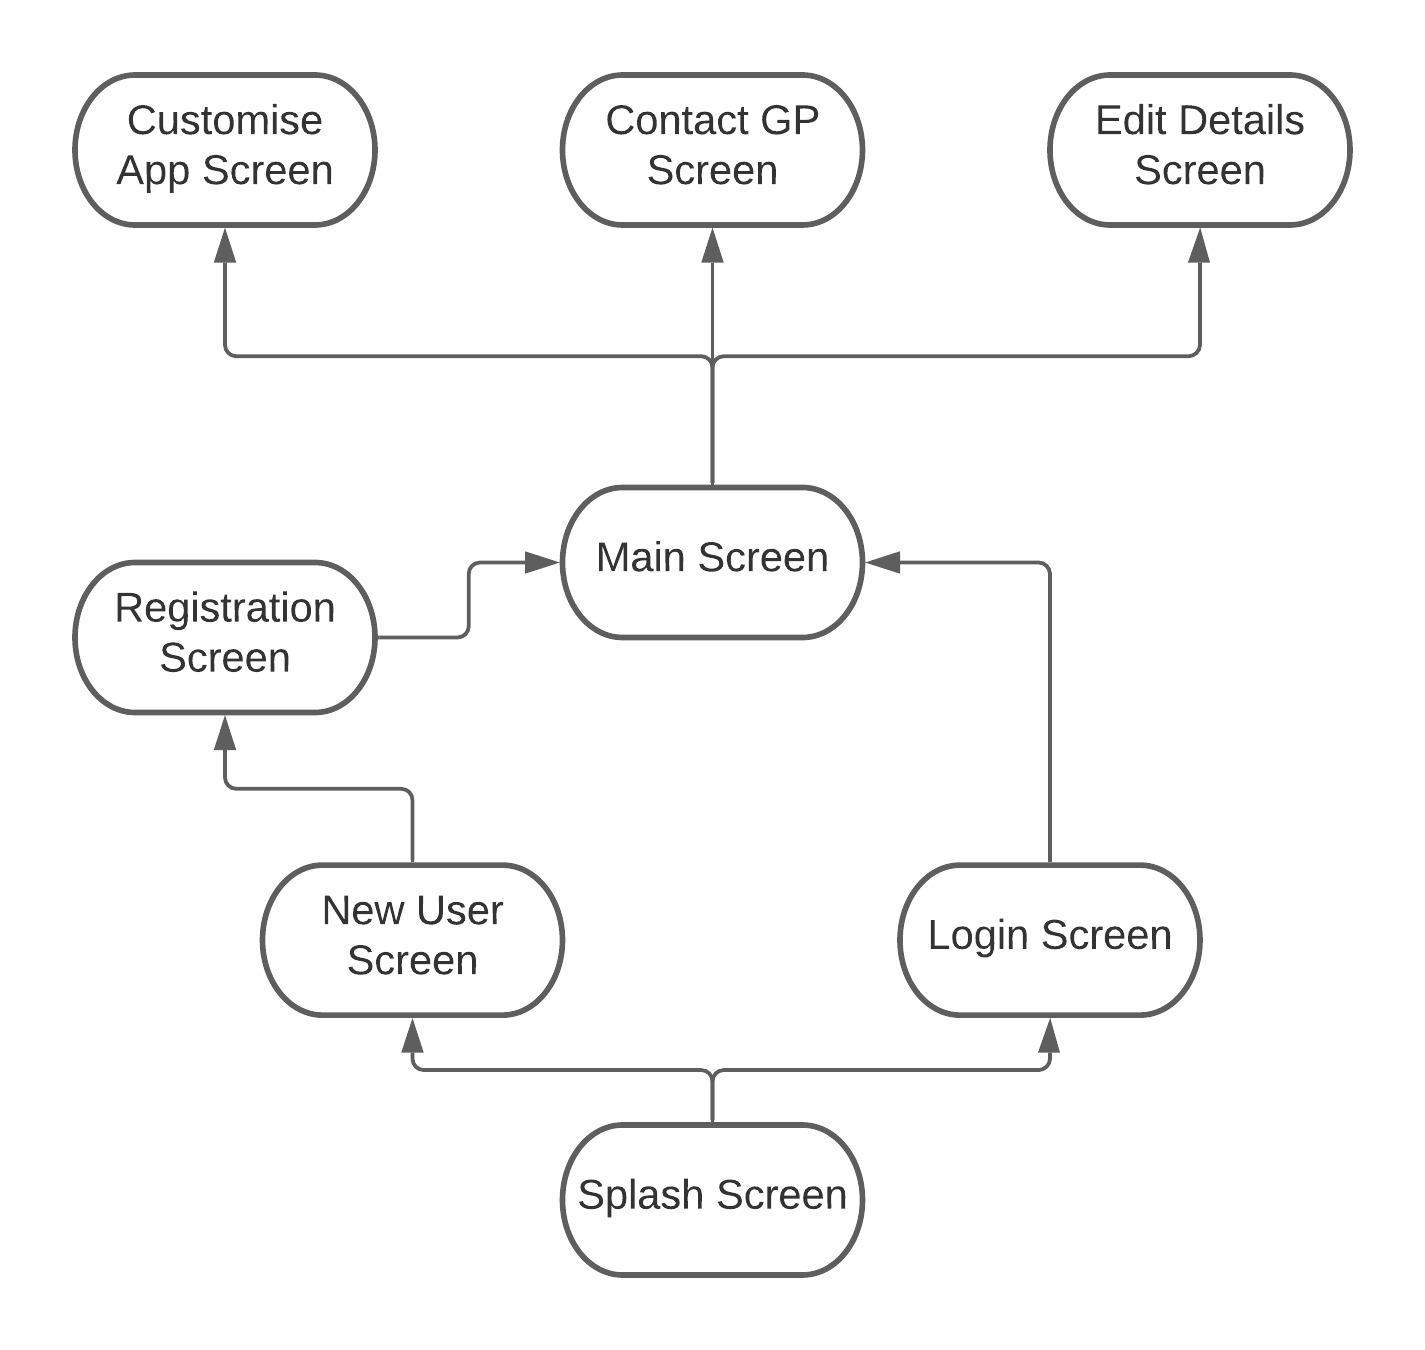 Customise
App Screen
Contact GP
Screen
Edit Details
Screen
Main Screen
Registration
Screen
New User
Screen
Login Screen
Splash Screen